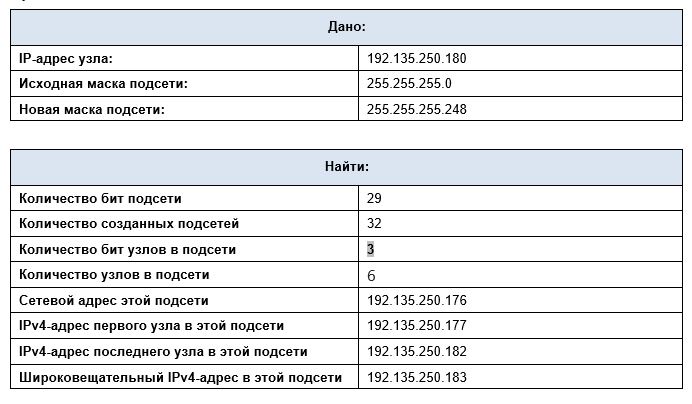 Дано:
IP-адрес узла: 192.135.250.180
Исходная маска подсети: 255.255.255.0
Новая маска подсети: 255.255.255.248
Найти:
Количество бит подсети 29
Количество созданных подсетей 32
Количество бит узлов в подсети 3
Количество узлов в подсети 6
Сетевой адрес этой подсети 192.135.250.176
IPv4-адрес первого узла в этой подсети 192.135.250.177
IPv4-адрес последнего узла в этой подсети 192.135.250.182
Широковещательный IPv4-адрес в этой подсети 192.135.250.183